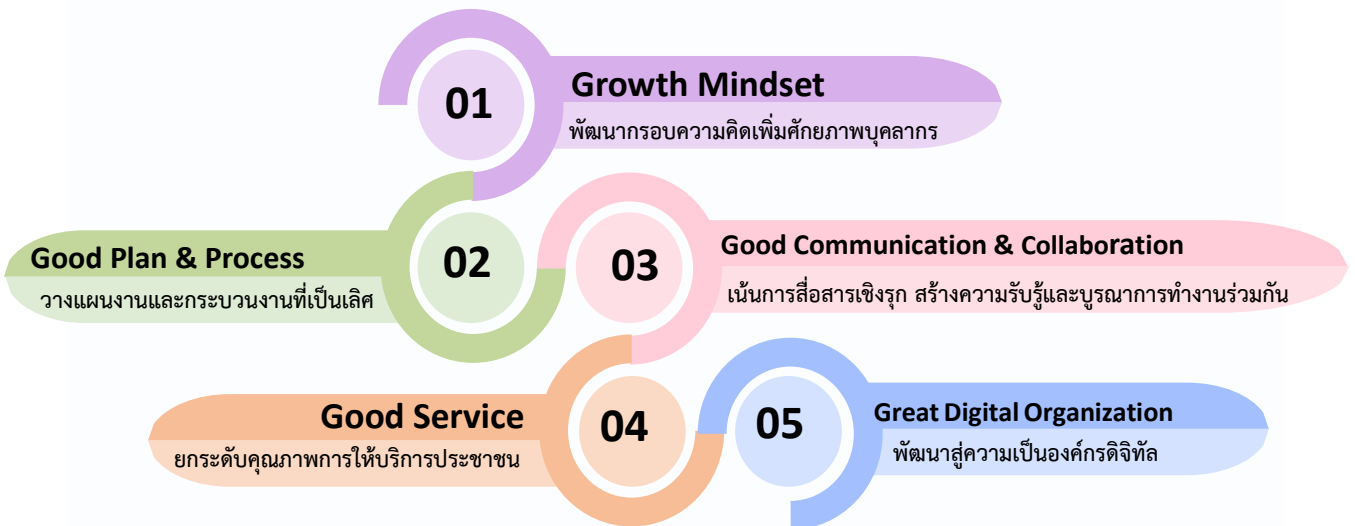 01
Growth Mindset
พัฒนากรอบความคิดเพิ่มศักยภาพบุคลากร
02
Good Plan & Process
วางแผนงานและกระบวนงานที่เป็นเลิศ
03
Good Communication & Collaboration
เน้นการสื่อสารเชิงรุก สร้างความรับรู้และบูรณาการทำงานร่วมกัน
04
Good Service
ยกระดับคุณภาพการให้บริการประชาชน
05
Great Digital Organization
พัฒนาสู่ความเป็นองค์กรดิจิทัล